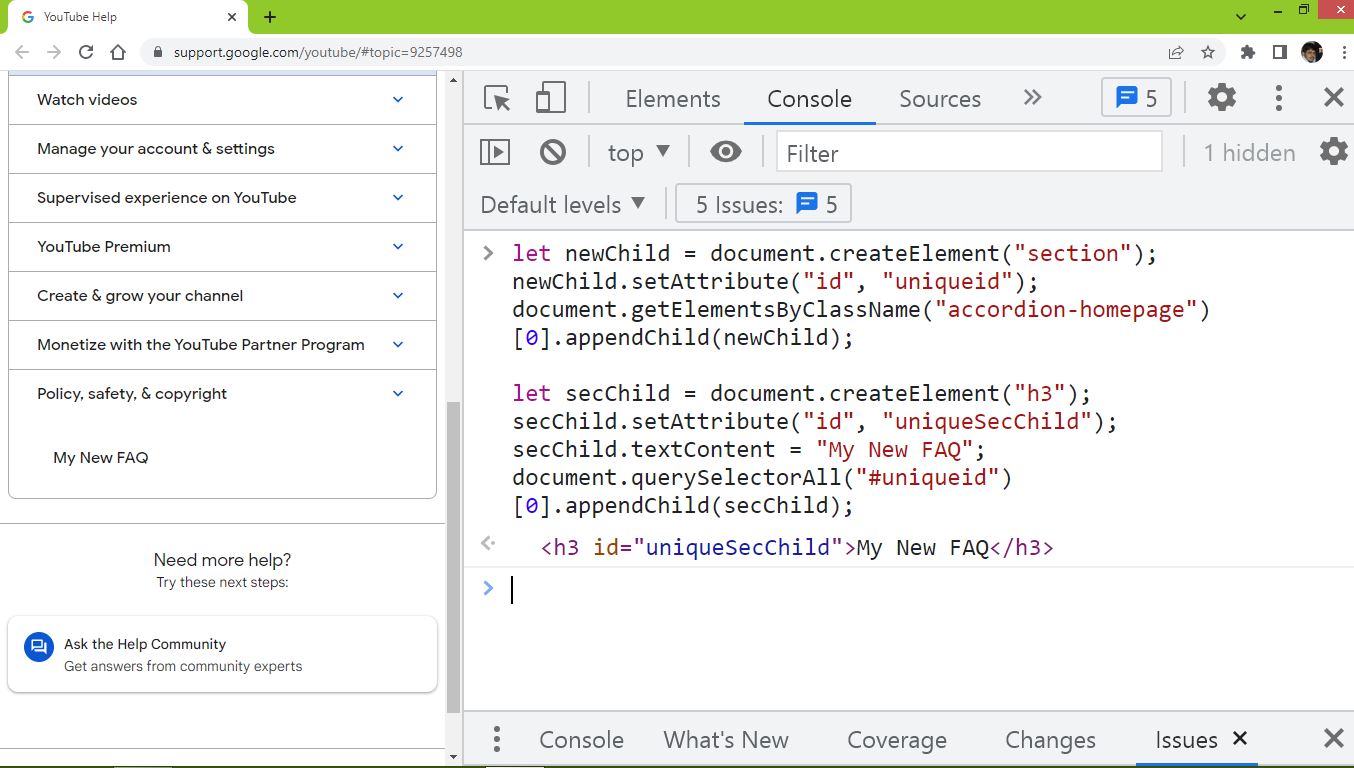 YouTube Help
support.google.com/youtube/#topic=9257498
Watch videos
Manage your account & settings
Supervised experience on YouTube
YouTube Premium
Create & grow your channel
Monetize with the YouTube Partner Program
Policy, safety, & copyright
My New FAQ
Need more help?
Try these next steps:
Ask the Help Community
Get answers from community experts
Elements Console Sources 5
top Filter 1 hidden
Default levels 5 Issues: 5
let newChild = document.createElement("section");
newChild.setAttribute("id", "uniqueid");
document.getElementsByClassName("accordion-homepage")
[0].appendChild(newChild);
let secChild = document.createElement("h3");
secChild.setAttribute("id", "uniqueSecChild");
secChild.textContent = "My New FAQ";
document.querySelectorAll("#uniqueid")
[0].appendChild(secChild);
<h3 id="uniqueSecChild">My New FAQ</h3>
Console What's New Coverage Changes Issues